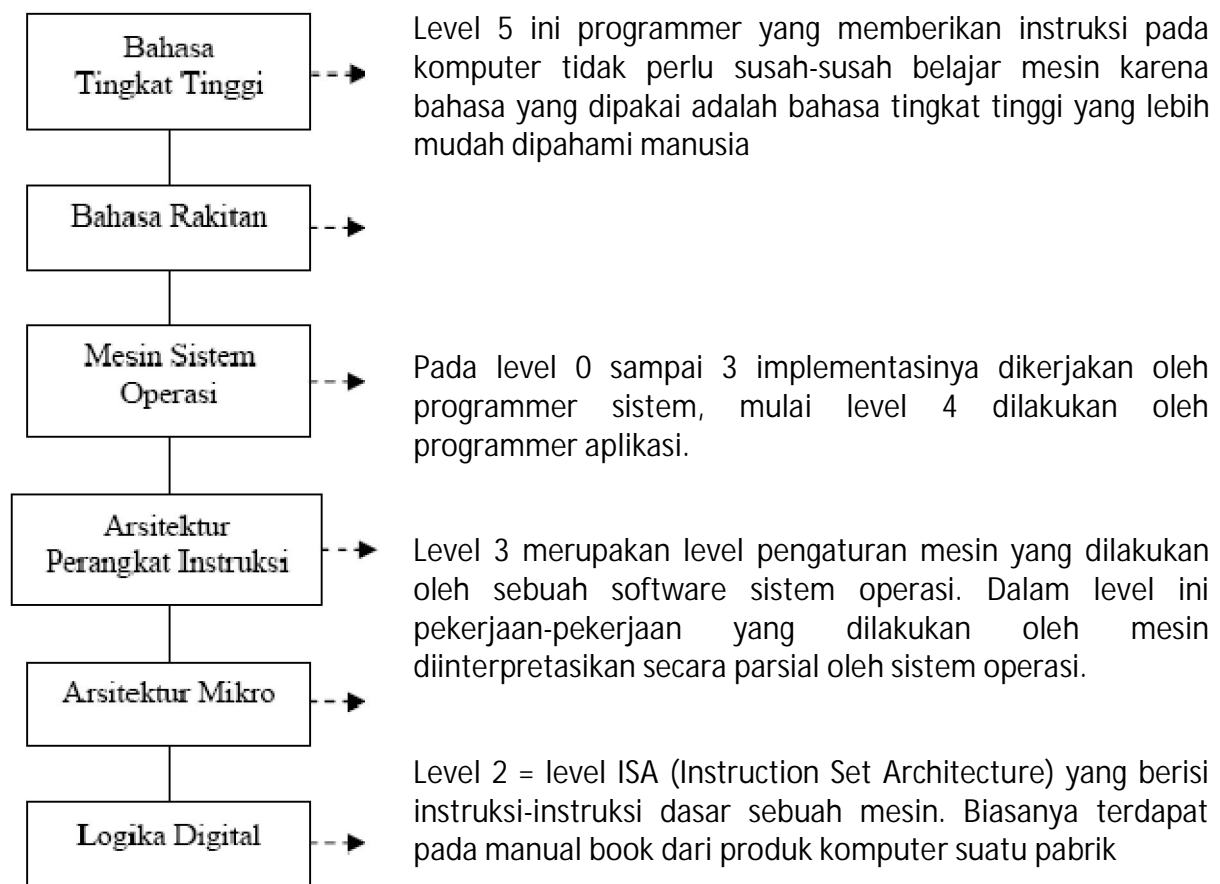 Bahasa
Tingkat Tinggi
Level 5 ini programmer yang memberikan instruksi pada
komputer tidak perlu susah-susah belajar mesin karena
bahasa yang dipakai adalah bahasa tingkat tinggi yang lebih
mudah dipahami manusia
Bahasa Rakitan
Mesin Sistem
Operasi
Pada level 0 sampai 3 implementasinya dikerjakan oleh
programmer sistem, mulai level 4 dilakukan oleh
programmer aplikasi.
Arsitektur
Perangkat Instruksi
Level 3 merupakan level pengaturan mesin yang dilakukan
oleh sebuah software sistem operasi. Dalam level ini
pekerjaan-pekerjaan yang dilakukan oleh mesin
diinterpretasikan secara parsial oleh sistem operasi.
Arsitektur Mikro
Level 2 = level ISA (Instruction Set Architecture) yang berisi
instruksi-instruksi dasar sebuah mesin. Biasanya terdapat
pada manual book dari produk komputer suatu pabrik
Logika Digital